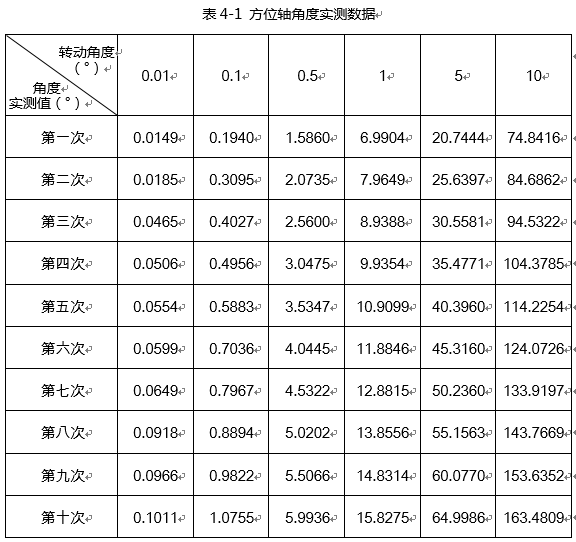 表 4-1 方位轴角度实测数据
转动角度
（°）
角度
实测值（°）
0.01 0.1 0.5 1 5 10
第一次 0.0149 0.1940 1.5860 6.9904 20.7444 74.8416
第二次 0.0185 0.3095 2.0735 7.9649 25.6397 84.6862
第三次 0.0465 0.4027 2.5600 8.9388 30.5581 94.5322
第四次 0.0506 0.4956 3.0475 9.9354 35.4771 104.3785
第五次 0.0554 0.5883 3.5347 10.9099 40.3960 114.2254
第六次 0.0599 0.7036 4.0445 11.8846 45.3160 124.0726
第七次 0.0649 0.7967 4.5322 12.8815 50.2360 133.9197
第八次 0.0918 0.8894 5.0202 13.8556 55.1563 143.7669
第九次 0.0966 0.9822 5.5066 14.8314 60.0770 153.6352
第十次 0.1011 1.0755 5.9936 15.8275 64.9986 163.4809